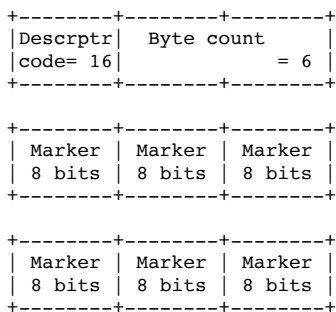 +--------+--------+--------+
|Descrptr|  Byte count     |
|code= 16|             = 6 |
+--------+--------+--------+

+--------+--------+--------+
| Marker | Marker | Marker |
| 8 bits | 8 bits | 8 bits |
+--------+--------+--------+

+--------+--------+--------+
| Marker | Marker | Marker |
| 8 bits | 8 bits | 8 bits |
+--------+--------+--------+